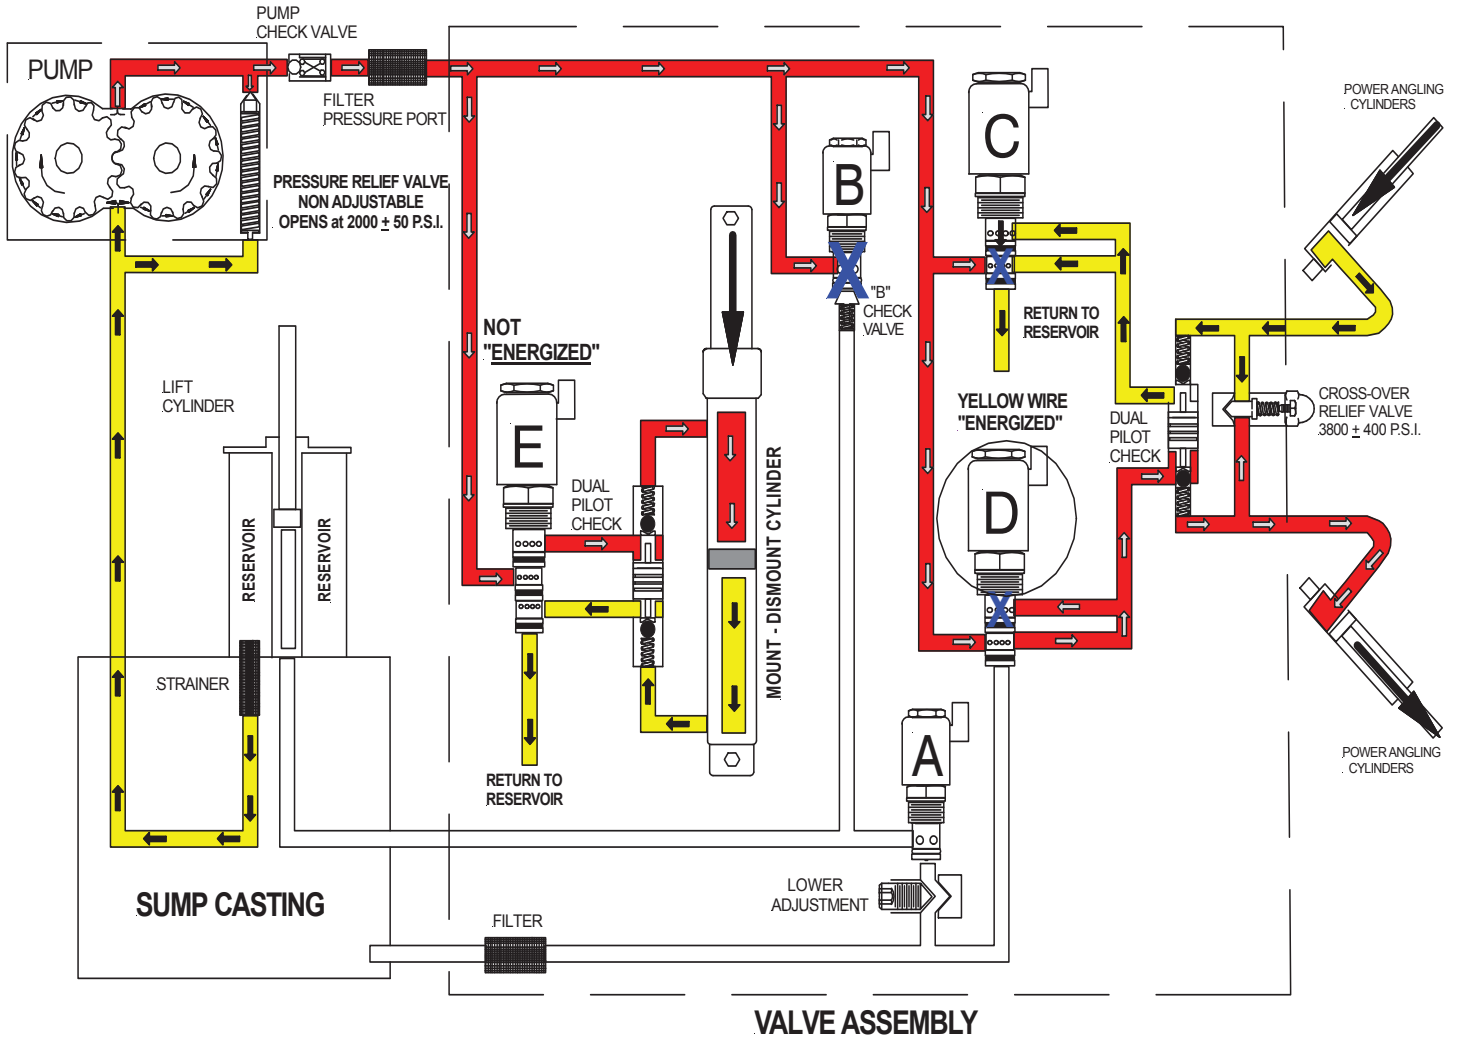 PUMP
CHECK VALVE
PUMP
FILTER
PRESSURE PORT
PRESSURE RELIEF VALVE
NON ADJUSTABLE
OPENS at 2000 ± 50 P.S.I.
C
POWER ANGLING
CYLINDERS
B
"B"
CHECK
VALVE
RETURN TO
RESERVOIR
NOT
"ENERGIZED"
LIFT
CYLINDER
E
DUAL
PILOT
CHECK
MOUNT - DISMOUNT CYLINDER
YELLOW WIRE
"ENERGIZED"
D
DUAL
PILOT
CHECK
CROSS-OVER
RELIEF VALVE
3800 ± 400 P.S.I.
RESERVOIR
RESERVOIR
STRAINER
RETURN TO
RESERVOIR
A
POWER ANGLING
CYLINDERS
LOWER
ADJUSTMENT
SUMP CASTING
FILTER
VALVE ASSEMBLY